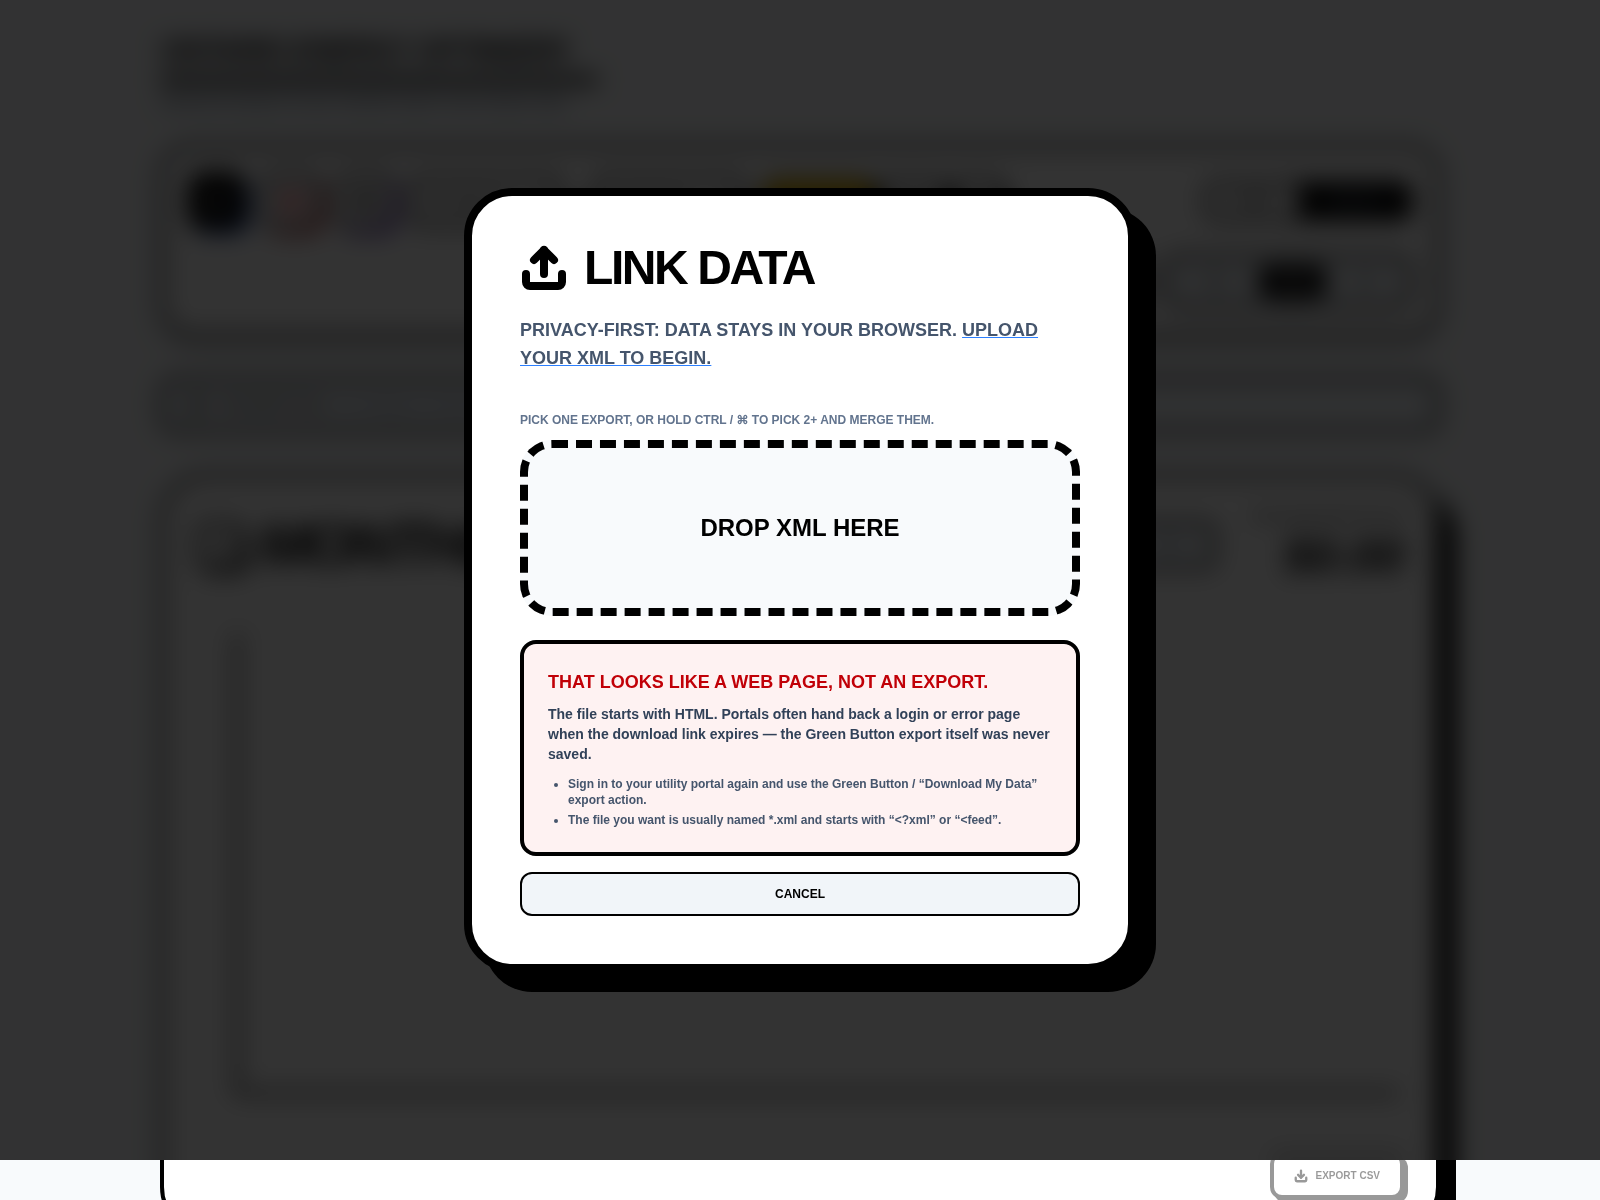 LINK DATA
PRIVACY-FIRST: DATA STAYS IN YOUR BROWSER. UPLOAD
YOUR XML TO BEGIN.
PICK ONE EXPORT, OR HOLD CTRL / ⌘ TO PICK 2+ AND MERGE THEM.
DROP XML HERE
THAT LOOKS LIKE A WEB PAGE, NOT AN EXPORT.
The file starts with HTML. Portals often hand back a login or error page
when the download link expires — the Green Button export itself was never
saved.
• Sign in to your utility portal again and use the Green Button / “Download My Data”
export action.
• The file you want is usually named *.xml and starts with “<?xml” or “<feed”.
CANCEL
EXPORT CSV